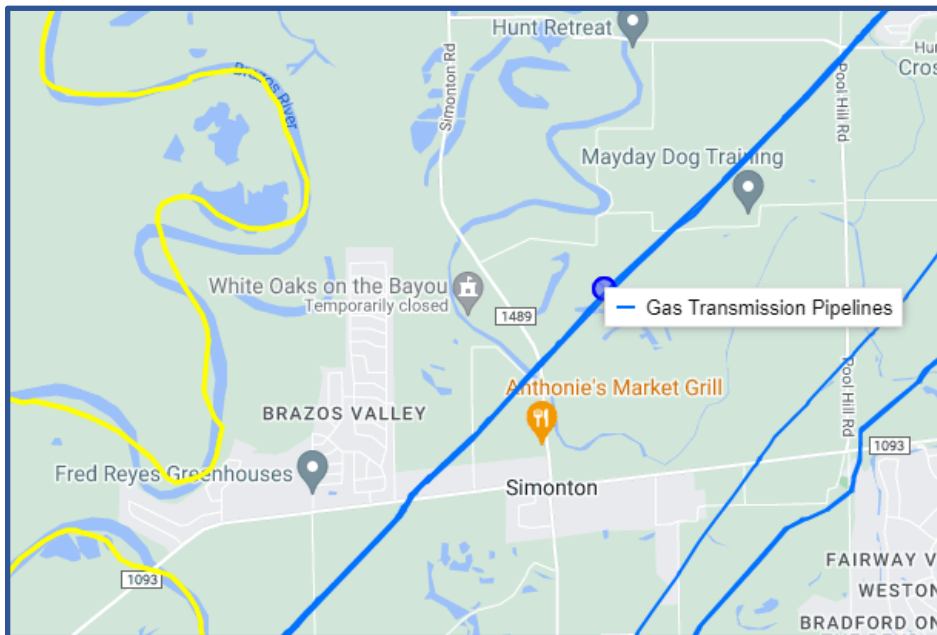 Hunt Retreat
Hun
Cros
Simonton Rd
Pool Hill Rd
Brazos River
Mayday Dog Training
White Oaks on the Bayou
Temporarily closed
1489
Gas Transmission Pipelines
Anthonie's Market Grill
BRAZOS VALLEY
Pool Hill Rd
1093
Fred Reyes Greenhouses
Simonton
1093
FAIRWAY V
WESTON
BRADFORD ON